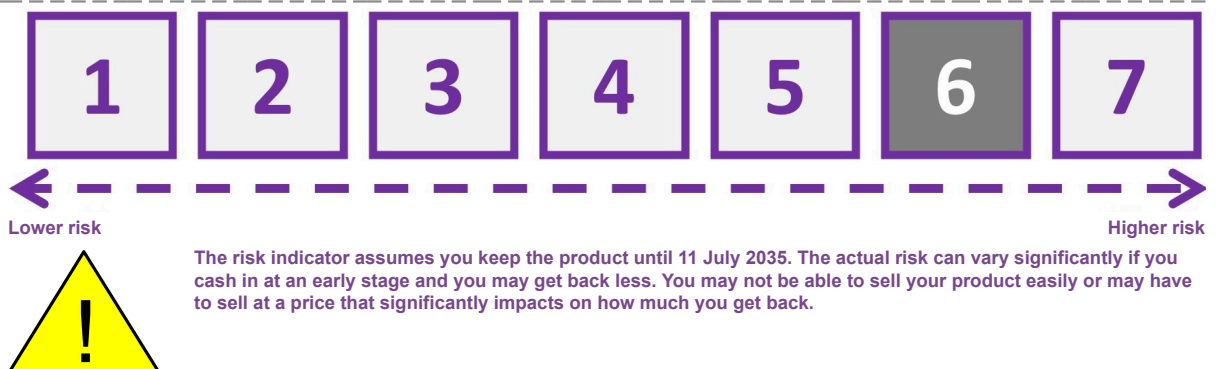 1 2 3 4 5 6 7
Lower risk Higher risk
The risk indicator assumes you keep the product until 11 July 2035. The actual risk can vary significantly if you
cash in at an early stage and you may get back less. You may not be able to sell your product easily or may have
to sell at a price that significantly impacts on how much you get back.
!